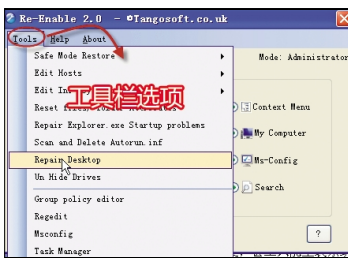 Re-Enable 2.0 - Tangosoft.co.uk
Tools Help About
Mode: Administrator
Safe Mode Restore
Edit Hosts
工具栏选项
Repair Explorer.exe Startup problems
Scan and Delete Autorun.inf
Repair Desktop
Un Hide Drives
Group policy editor
Regedit
Msconfig
Task Manager
Context Menu
My Computer
Ms-Config
Search
?